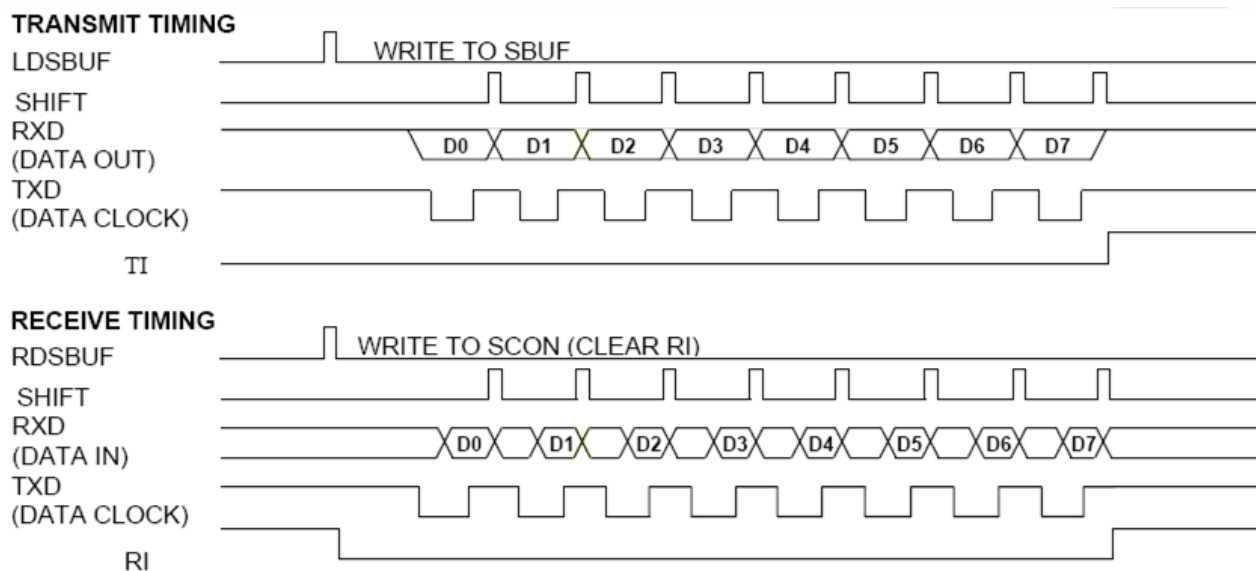 TRANSMIT TIMING
LDSBUF
WRITE TO SBUF
SHIFT
RXD
(DATA OUT)
D0 D1 D2 D3 D4 D5 D6 D7
TXD
(DATA CLOCK)
TI
RECEIVE TIMING
RDSBUF
WRITE TO SCON (CLEAR RI)
SHIFT
RXD
(DATA IN)
D0 D1 D2 D3 D4 D5 D6 D7
TXD
(DATA CLOCK)
RI